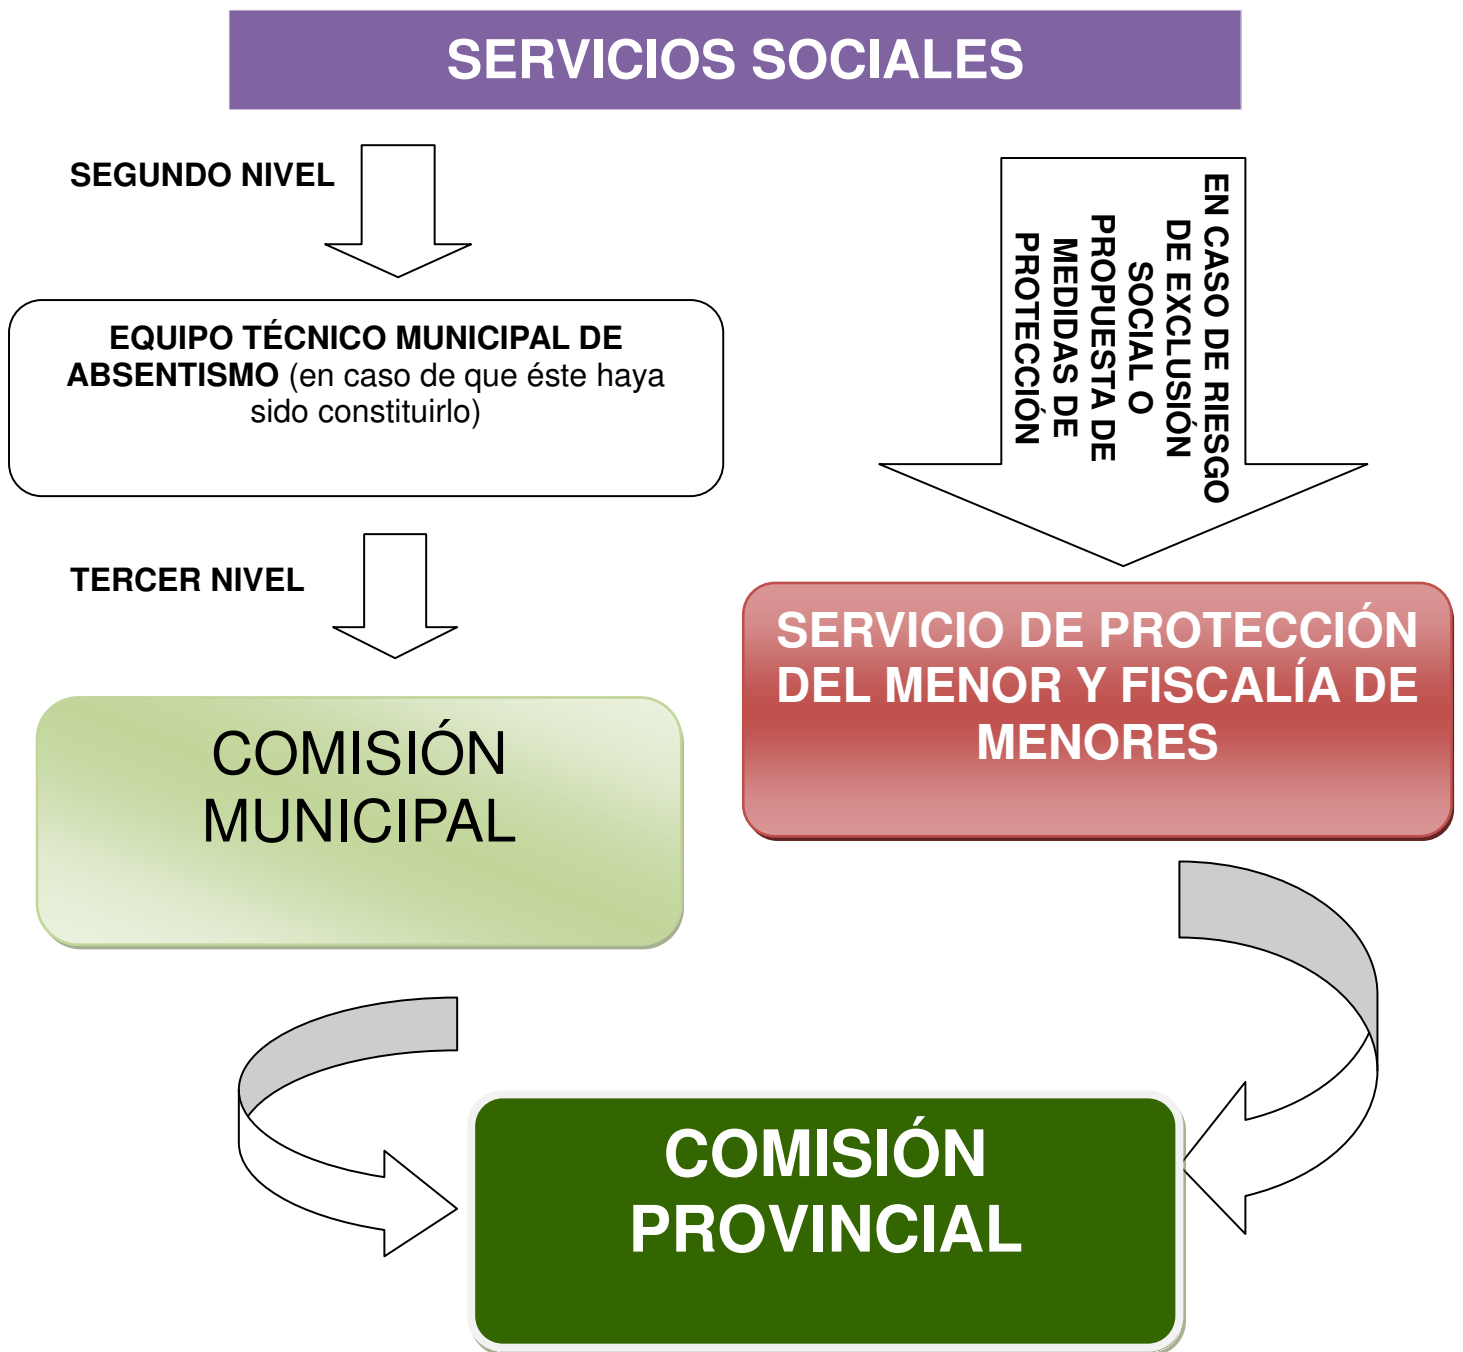 SERVICIOS SOCIALES
SEGUNDO NIVEL
EQUIPO TÉCNICO MUNICIPAL DE
ABSENTISMO (en caso de que éste haya
sido constituirlo)
TERCER NIVEL
COMISIÓN
MUNICIPAL
EN CASO DE RIESGO
DE EXCLUSIÓN
SOCIAL O
PROPUESTA DE
MEDIDAS DE
PROTECCIÓN
SERVICIO DE PROTECCIÓN
DEL MENOR Y FISCALÍA DE
MENORES
COMISIÓN
PROVINCIAL